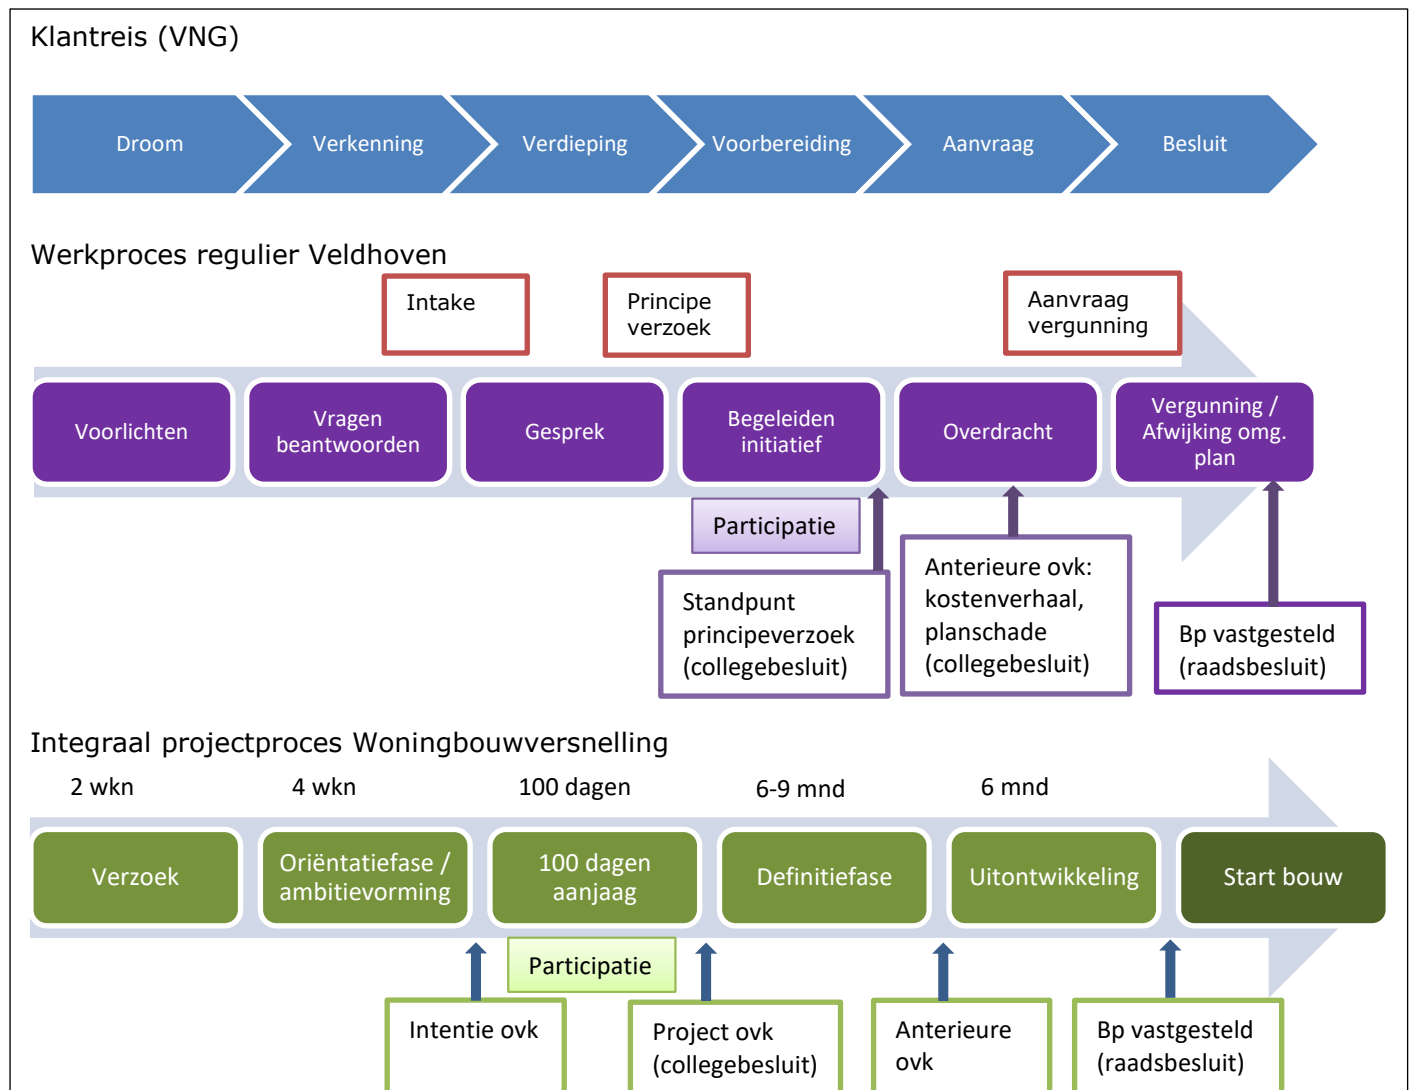 Klantreis (VNG)
Droom
Verkenning
Verdieping
Voorbereiding
Aanvraag
Besluit
Werkproces regulier Veldhoven
Intake
Principe
verzoek
Aanvraag
vergunning
Voorlichten
Vragen
beantwoorden
Gesprek
Begeleiden
initiatief
Overdracht
Vergunning /
Afwijking omg.
plan
Participatie
Standpunt
principeverzoek
(collegebesluit)
Anterieure ovk:
kostenverhaal,
planschade
(collegebesluit)
Bp vastgesteld
(raadsbesluit)
Integraal projectproces Woningbouwversnelling
2 wkn
4 wkn
100 dagen
6-9 mnd
6 mnd
Verzoek
Oriëntatiefase /
ambitievorming
100 dagen
aanjaag
Definitiefase
Uitontwikkeling
Start bouw
Participatie
Intentie ovk
Project ovk
(collegebesluit)
Anterieure
ovk
Bp vastgesteld
(raadsbesluit)